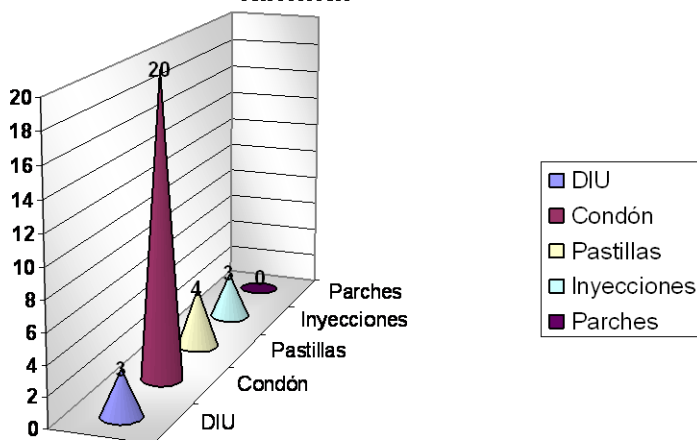 20
18
16
14
12
10
8
6
4
2
0
3
20
4
3
0
DIU
Condón
Pastillas
Inyecciones
Parches
DIU
Condón
Pastillas
Inyecciones
Parches